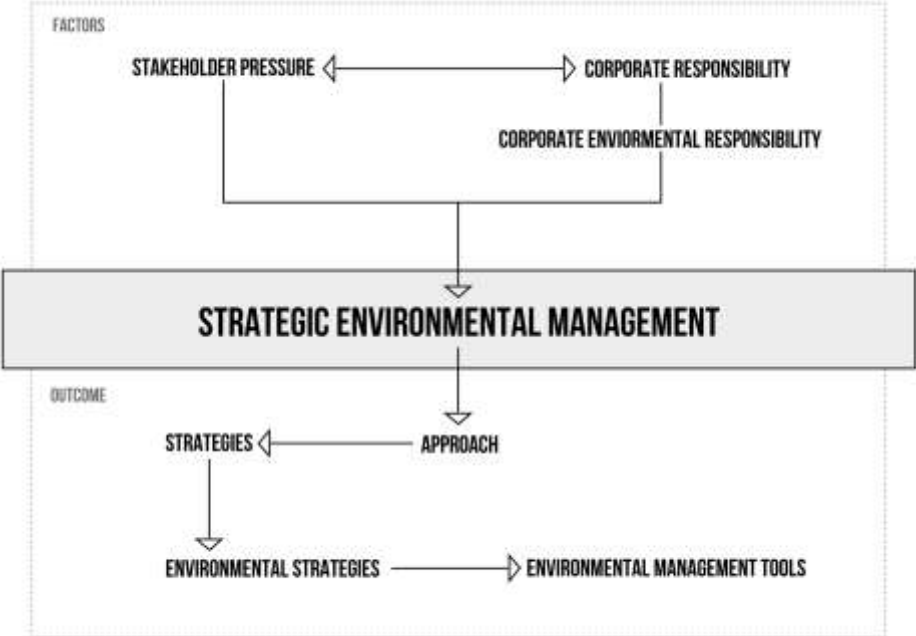 FACTORS
STAKEHOLDER PRESSURE
CORPORATE RESPONSIBILITY
CORPORATE ENVIORMENTAL RESPONSIBILITY
STRATEGIC ENVIRONMENTAL MANAGEMENT
OUTCOME
STRATEGIES
APPROACH
ENVIRONMENTAL STRATEGIES
ENVIRONMENTAL MANAGEMENT TOOLS